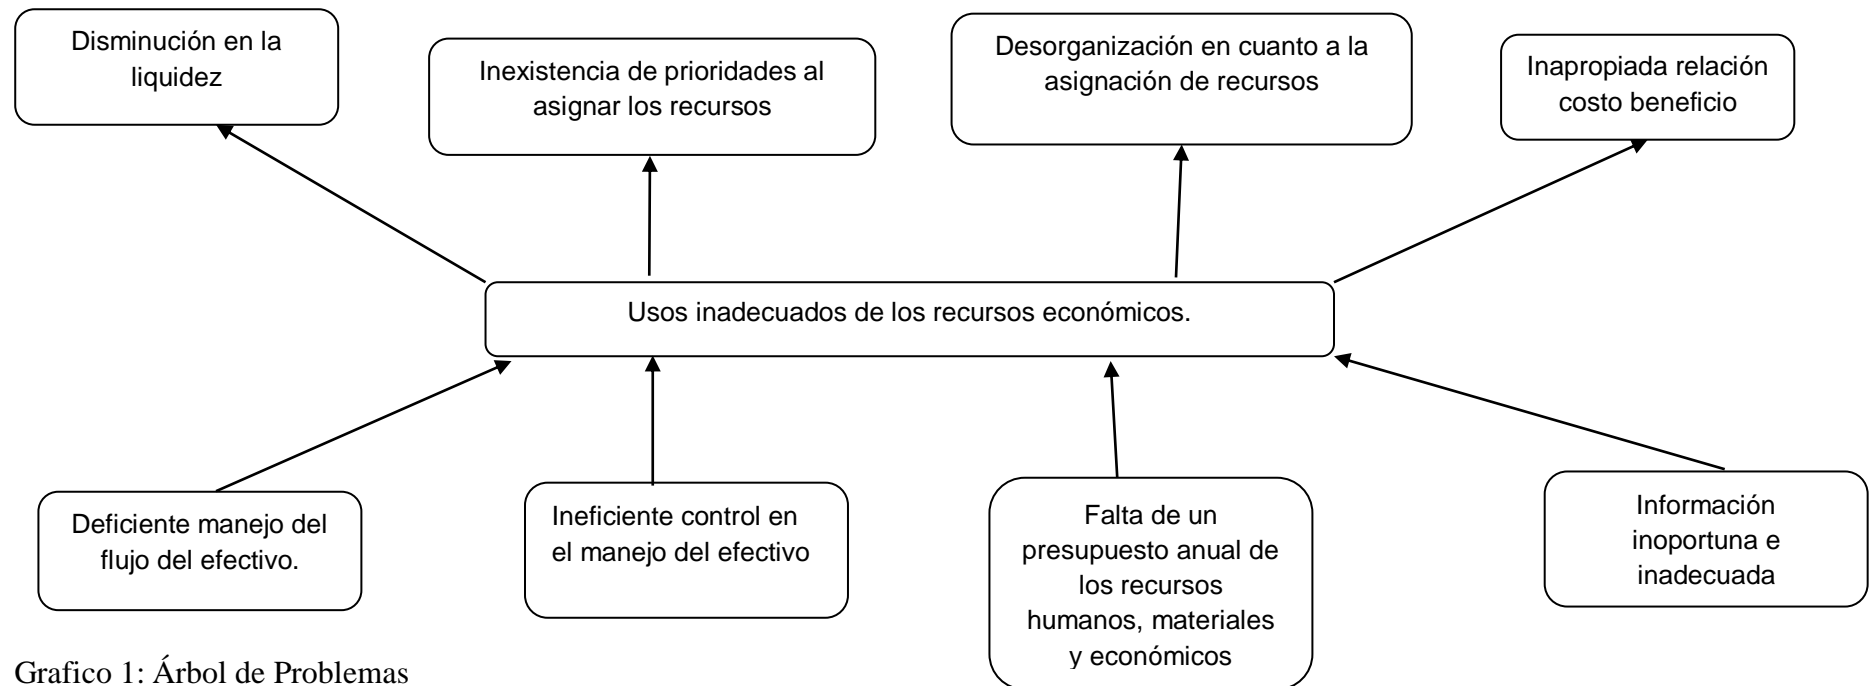 Disminución en la
liquidez
Inexistencia de prioridades al
asignar los recursos
Desorganización en cuanto a la
asignación de recursos
Inapropiada relación
costo beneficio
Usos inadecuados de los recursos económicos.
Deficiente manejo del
flujo del efectivo.
Ineficiente control en
el manejo del efectivo
Falta de un
presupuesto anual de
los recursos
humanos, materiales
y económicos
Información
inoportuna e
inadecuada
Grafico 1: Árbol de Problemas